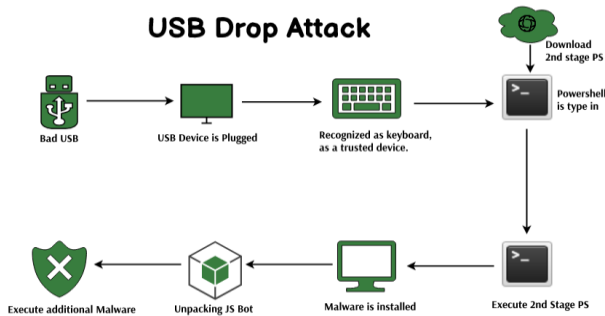 USB Drop Attack
Download
2nd stage PS
>_
Powershell
is type in
Bad USB
USB Device is Plugged
Recognized as keyboard,
as a trusted device.
>_
Execute additional Malware
Unpacking JS Bot
Malware is installed
Execute 2nd Stage PS